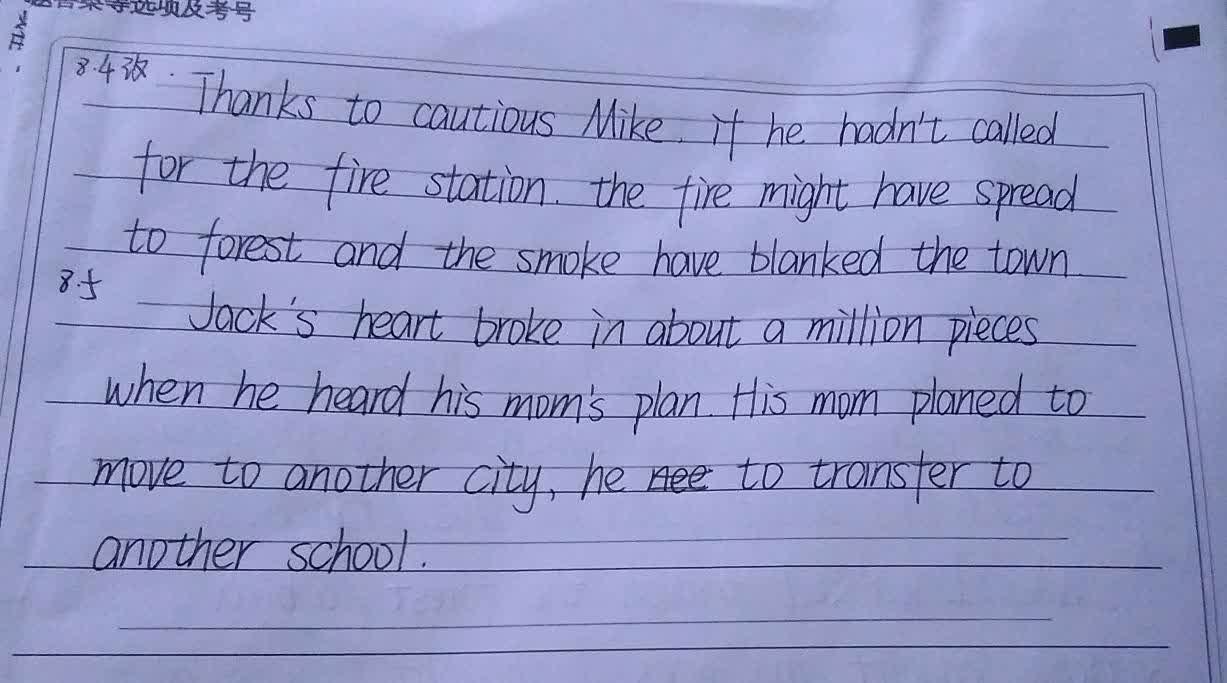 答案等选项及考号
8.4改. Thanks to cautious Mike. if he hadn't called
for the fire station. the fire might have spread
to forest and the smoke have blanked the town
8.5
Jack's heart broke in about a million pieces
when he heard his mom's plan. His mom planed to
move to another city, he nee to transfer to
another school.